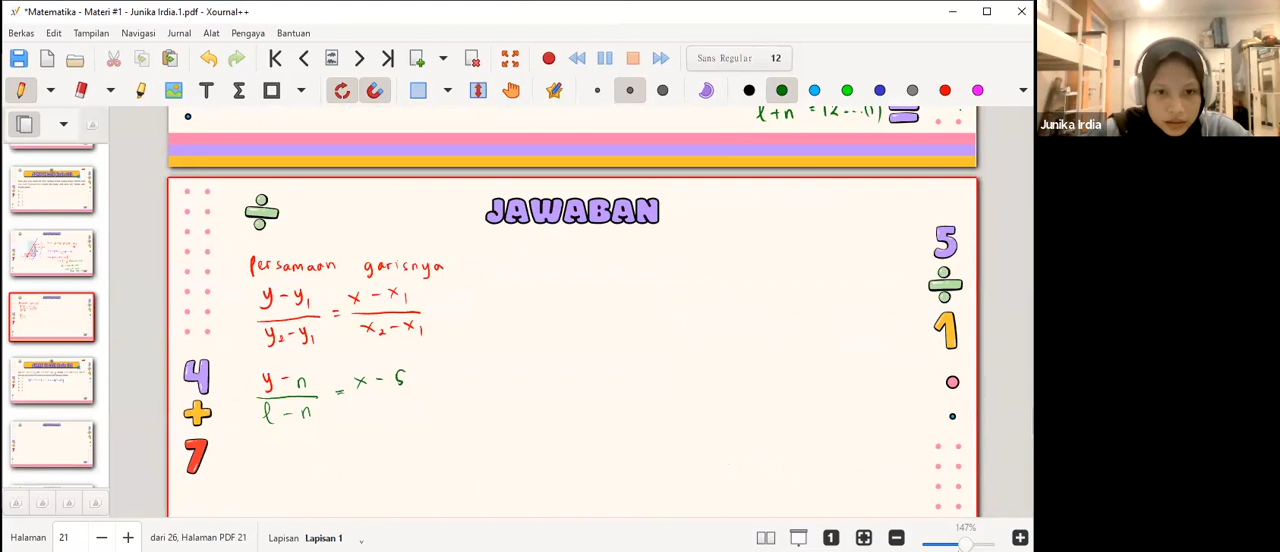 *Matematika - Materi #1 - Junika Irdia.1.pdf - Xournal++
Berkas Edit Tampilan Navigasi Jurnal Alat Pengaya Bantuan
Sans Regular 12
Junika Irdia
l+n = 12 ...(1)
JAWABAN
Persamaan garisnya
y-y₁ / y₂-y₁ = x-x₁ / x₂-x₁
y-n / l-n = x-5
5
÷
1
4
+
7
147%
Halaman 21 dari 26, Halaman PDF 21 Lapisan Lapisan 1